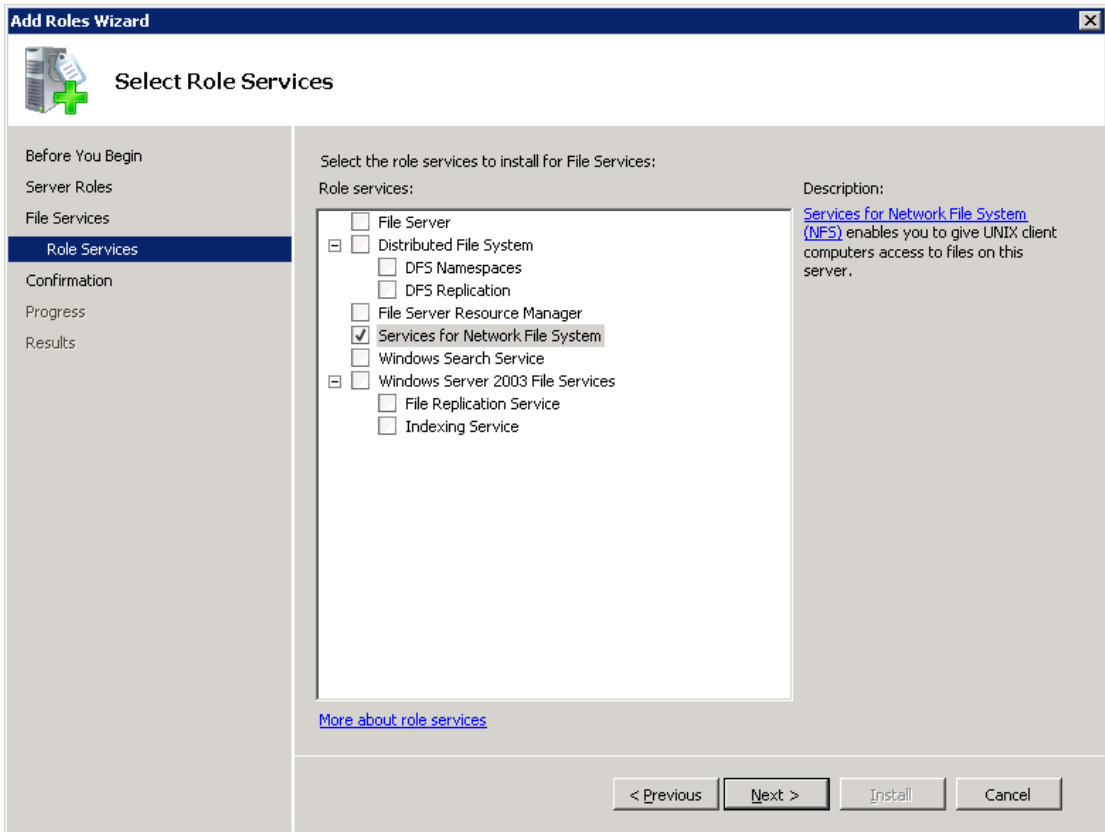 Add Roles Wizard
Select Role Services
Before You Begin
Server Roles
File Services
Role Services
Confirmation
Progress
Results
Select the role services to install for File Services:
Role services:
File Server
Distributed File System
DFS Namespaces
DFS Replication
File Server Resource Manager
Services for Network File System
Windows Search Service
Windows Server 2003 File Services
File Replication Service
Indexing Service
More about role services
Description:
Services for Network File System
(NFS) enables you to give UNIX client
computers access to files on this
server.
< Previous
Next >
Install
Cancel